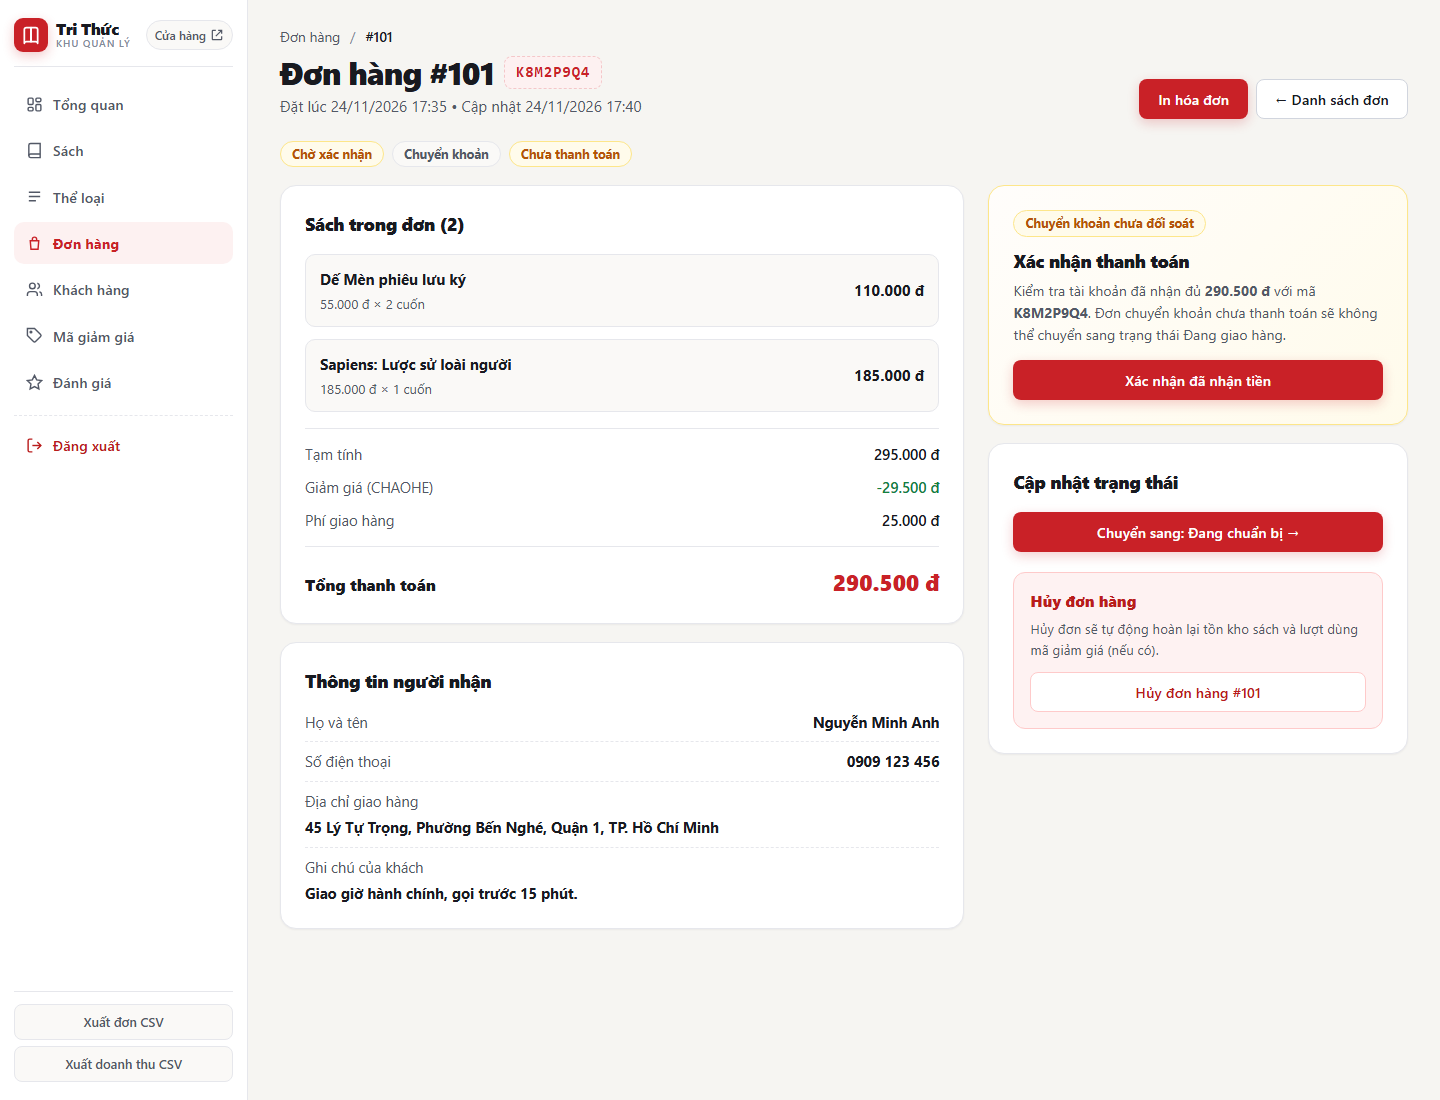 Tri Thức
KHU QUẢN LÝ
Cửa hàng
Tổng quan
Sách
Thể loại
Đơn hàng
Khách hàng
Mã giảm giá
Đánh giá
Đăng xuất
Xuất đơn CSV
Xuất doanh thu CSV
Đơn hàng / #101
Đơn hàng #101 K8M2P9Q4
Đặt lúc 24/11/2026 17:35 • Cập nhật 24/11/2026 17:40
In hóa đơn
← Danh sách đơn
Chờ xác nhận
Chuyển khoản
Chưa thanh toán
Sách trong đơn (2)
Dế Mèn phiêu lưu ký
55.000 đ × 2 cuốn
110.000 đ
Sapiens: Lược sử loài người
185.000 đ × 1 cuốn
185.000 đ
Tạm tính 295.000 đ
Giảm giá (CHAOHE) -29.500 đ
Phí giao hàng 25.000 đ
Tổng thanh toán 290.500 đ
Thông tin người nhận
Họ và tên Nguyễn Minh Anh
Số điện thoại 0909 123 456
Địa chỉ giao hàng
45 Lý Tự Trọng, Phường Bến Nghé, Quận 1, TP. Hồ Chí Minh
Ghi chú của khách
Giao giờ hành chính, gọi trước 15 phút.
Chuyển khoản chưa đối soát
Xác nhận thanh toán
Kiểm tra tài khoản đã nhận đủ 290.500 đ với mã
K8M2P9Q4. Đơn chuyển khoản chưa thanh toán sẽ không
thể chuyển sang trạng thái Đang giao hàng.
Xác nhận đã nhận tiền
Cập nhật trạng thái
Chuyển sang: Đang chuẩn bị →
Hủy đơn hàng
Hủy đơn sẽ tự động hoàn lại tồn kho sách và lượt dùng
mã giảm giá (nếu có).
Hủy đơn hàng #101